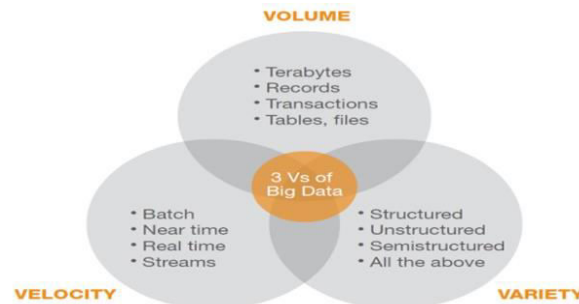 VOLUME
• Terabytes
• Records
• Transactions
• Tables, files
3 Vs of
Big Data
• Batch
• Near time
• Real time
• Streams
• Structured
• Unstructured
• Semistructured
• All the above
VELOCITY
VARIETY